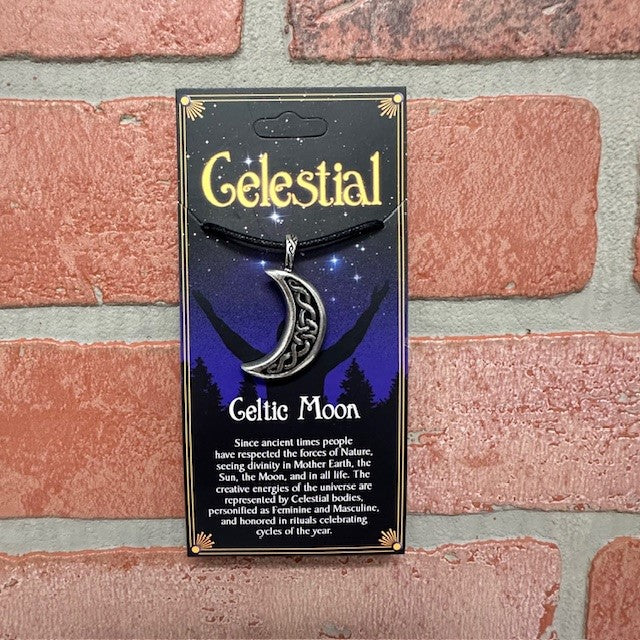 Celestial
Celtic Moon
Since ancient times people
have respected the forces of Nature,
seeing divinity in Mother Earth, the
Sun, the Moon, and in all life. The
creative energies of the universe are
represented by Celestial bodies,
personified as Feminine and Masculine,
and honored in rituals celebrating
cycles of the year.